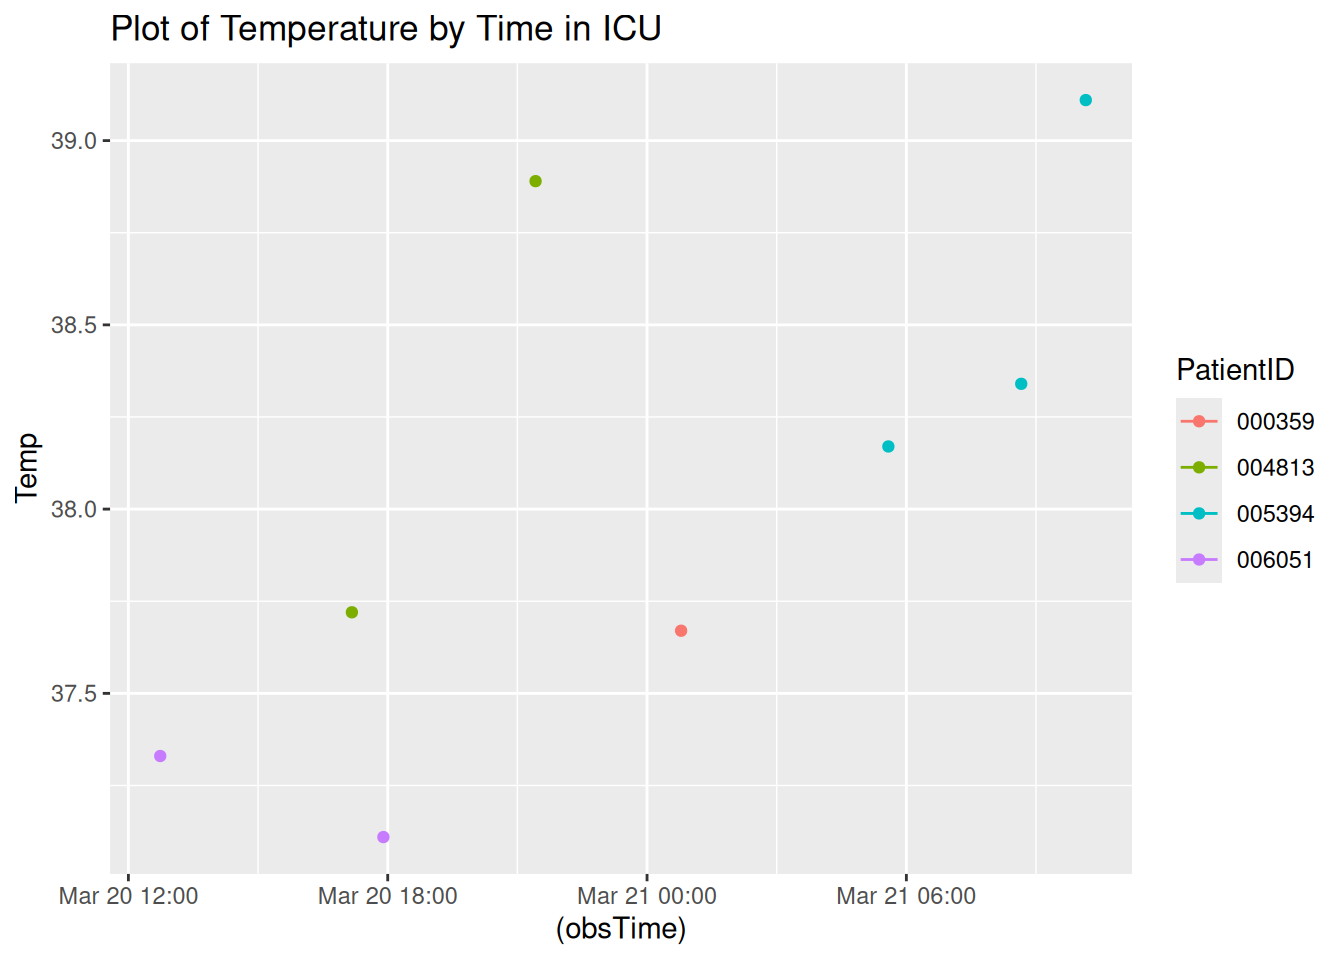 Plot of Temperature by Time in ICU
39.0
38.5
38.0
37.5
Temp
Mar 20 12:00
Mar 20 18:00
Mar 21 00:00
Mar 21 06:00
(obsTime)
PatientID
000359
004813
005394
006051